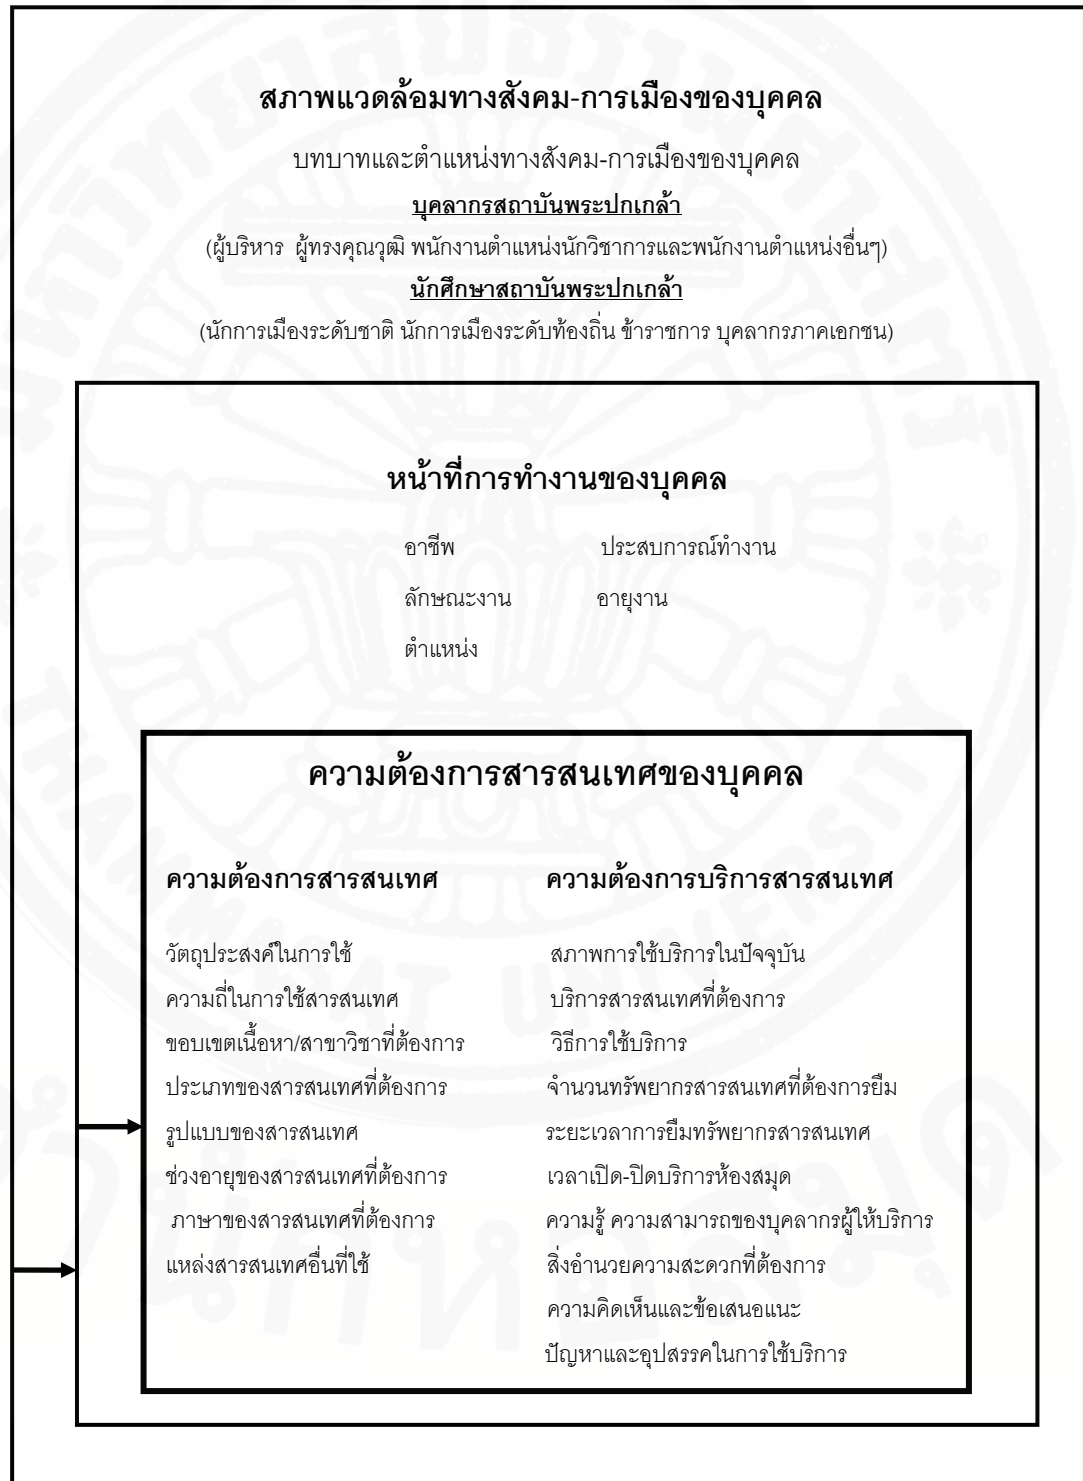 สภาพแวดล้อมทางสังคม-การเมืองของบุคคล
บทบาทและตำแหน่งทางสังคม-การเมืองของบุคคล
บุคลากรสถาบันพระปกเกล้า
(ผู้บริหาร ผู้ทรงคุณวุฒิ พนักงานตำแหน่งนักวิชาการและพนักงานตำแหน่งอื่นๆ)
นักศึกษาสถาบันพระปกเกล้า
(นักการเมืองระดับชาติ นักการเมืองระดับท้องถิ่น ข้าราชการ บุคลากรภาคเอกชน)
หน้าที่การทำงานของบุคคล
อาชีพ ประสบการณ์ทำงาน
ลักษณะงาน อายุงาน
ตำแหน่ง
ความต้องการสารสนเทศของบุคคล
ความต้องการสารสนเทศ ความต้องการบริการสารสนเทศ
วัตถุประสงค์ในการใช้ สภาพการใช้บริการในปัจจุบัน
ความถี่ในการใช้สารสนเทศ บริการสารสนเทศที่ต้องการ
ขอบเขตเนื้อหา/สาขาวิชาที่ต้องการ วิธีการใช้บริการ
ประเภทของสารสนเทศที่ต้องการ จำนวนทรัพยากรสารสนเทศที่ต้องการยืม
รูปแบบของสารสนเทศ ระยะเวลาการยืมทรัพยากรสารสนเทศ
ช่วงอายุของสารสนเทศที่ต้องการ เวลาเปิด-ปิดบริการห้องสมุด
ภาษาของสารสนเทศที่ต้องการ ความรู้ ความสามารถของบุคลากรผู้ให้บริการ
แหล่งสารสนเทศอื่นที่ใช้ สิ่งอำนวยความสะดวกที่ต้องการ
ความคิดเห็นและข้อเสนอแนะ
ปัญหาและอุปสรรคในการใช้บริการ
THAMMASAT UNIVERSITY
สำนักหอสมุด